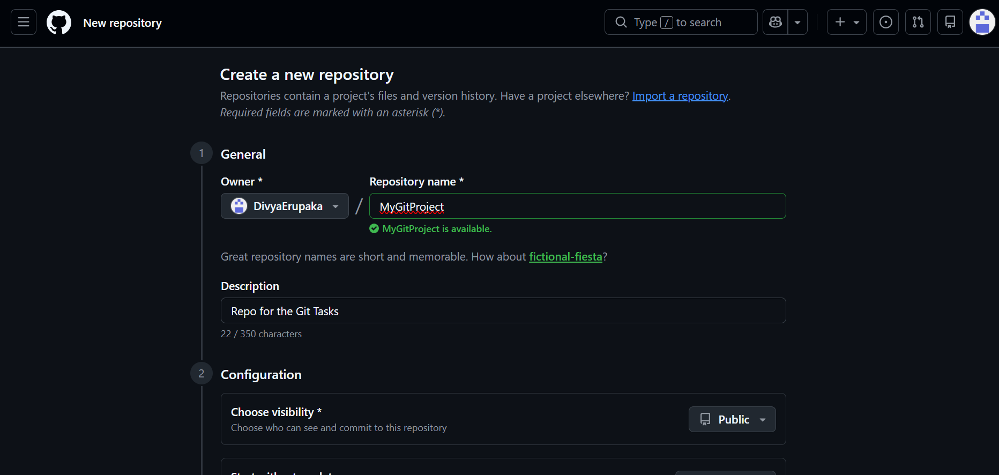 New repository
Type / to search
Create a new repository
Repositories contain a project's files and version history. Have a project elsewhere? Import a repository.
Required fields are marked with an asterisk (*).
1
General
Owner *
Repository name *
DivyaErupaka
/
MyGitProject
MyGitProject is available.
Great repository names are short and memorable. How about fictional-fiesta?
Description
Repo for the Git Tasks
22 / 350 characters
2
Configuration
Choose visibility *
Public
Choose who can see and commit to this repository